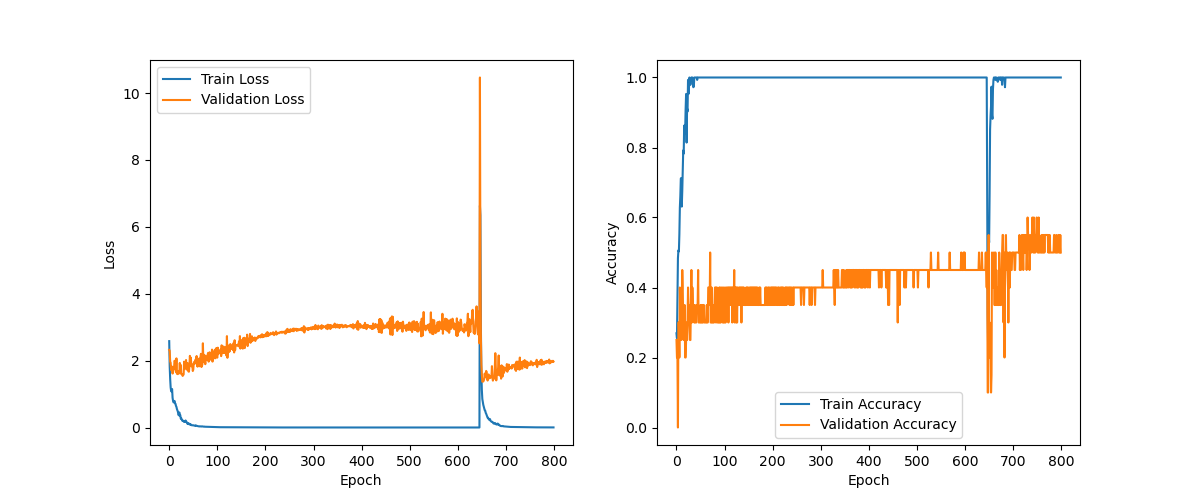 Train Loss
Validation Loss
10
8
6
4
2
0
Loss
0 100 200 300 400 500 600 700 800
Epoch
1.0
0.8
0.6
0.4
0.2
0.0
Accuracy
Train Accuracy
Validation Accuracy
0 100 200 300 400 500 600 700 800
Epoch